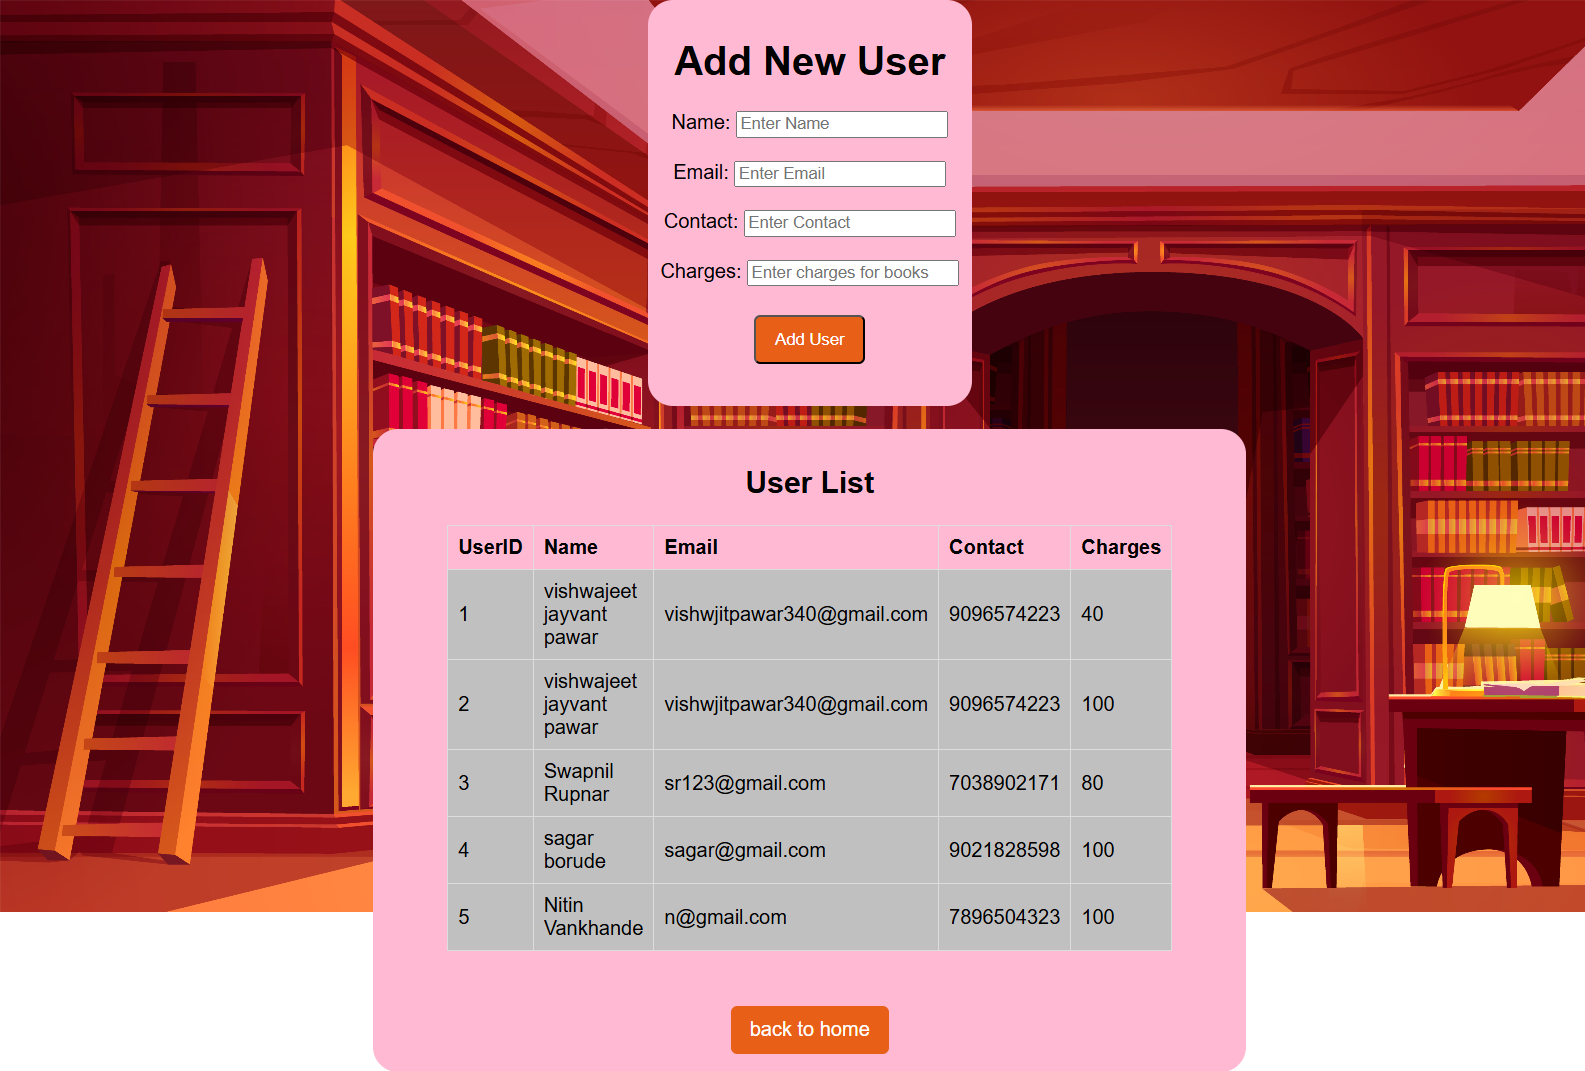 Add New User
Name: Enter Name
Email: Enter Email
Contact: Enter Contact
Charges: Enter charges for books
Add User
User List
UserID Name Email Contact Charges
1 vishwajeet jayvant pawar vishwjitpawar340@gmail.com 9096574223 40
2 vishwajeet jayvant pawar vishwjitpawar340@gmail.com 9096574223 100
3 Swapnil Rupnar sr123@gmail.com 7038902171 80
4 sagar borude sagar@gmail.com 9021828598 100
5 Nitin Vankhande n@gmail.com 7896504323 100
back to home